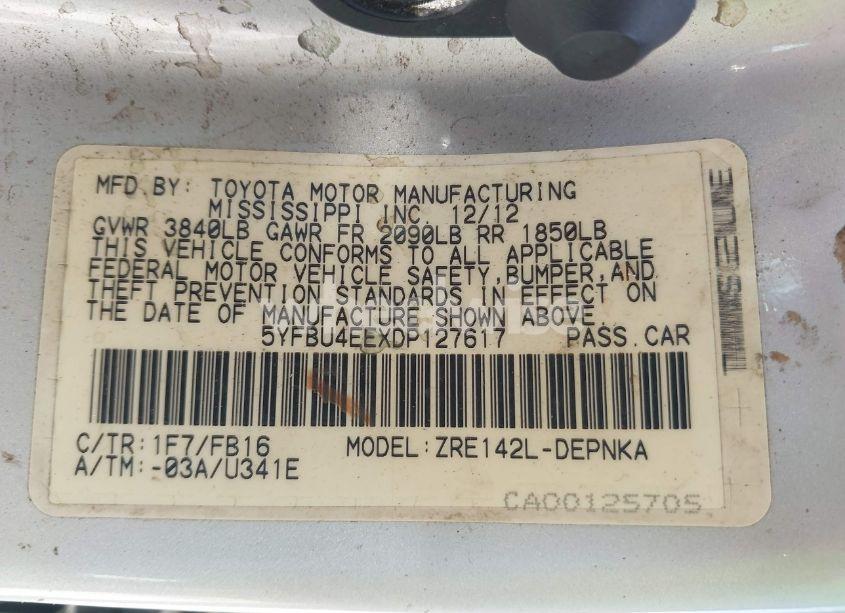 MFD.BY: TOYOTA MOTOR MANUFACTURING
MISSISSIPPI INC. 12/12
GVWR 3840LB GAWR FR 2090LB RR 1850LB
THIS VEHICLE CONFORMS TO ALL APPLICABLE
FEDERAL MOTOR VEHICLE SAFETY,BUMPER,AND
THEFT PREVENTION STANDARDS IN EFFECT ON
THE DATE OF MANUFACTURE SHOWN ABOVE.
5YFBU4EEXDP127617 PASS.CAR
C/TR:1F7/FB16 MODEL:ZRE142L-DEPNKA
A/TM:-03A/U341E
CA00125705